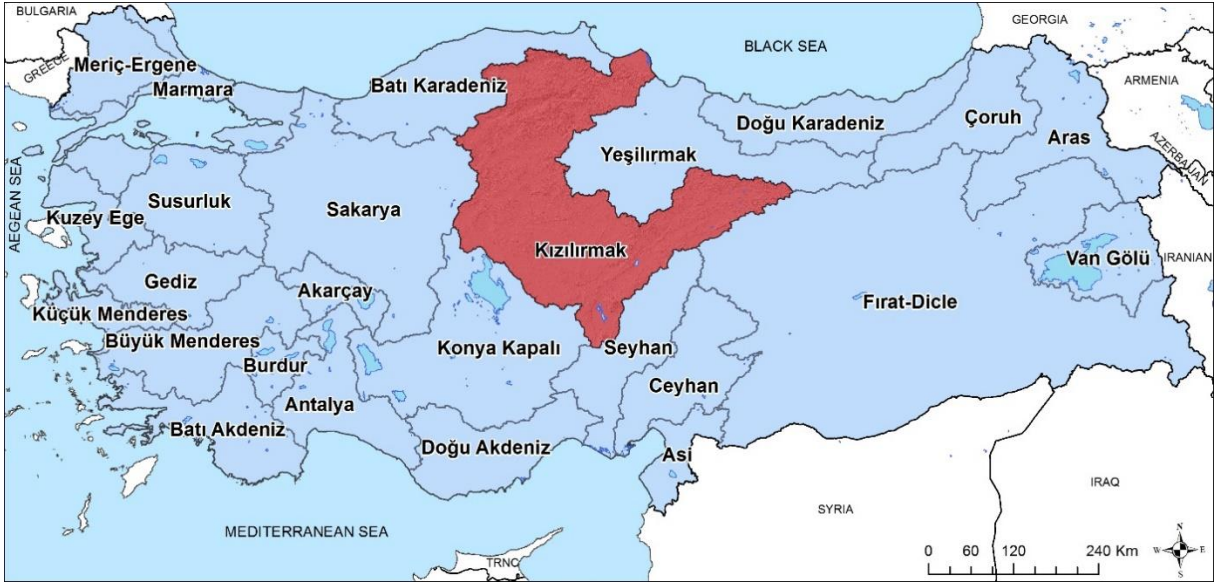 BULGARIA
GEORGIA
BLACK SEA
GREECE
Meriç-Ergene
Marmara
Batı Karadeniz
ARMENIA
Doğu Karadeniz
Çoruh
Aras
AZERBAIJAN
Yeşilırmak
Susurluk
Sakarya
AEGEAN SEA
Kuzey Ege
Kızılırmak
Van Gölü
IRANIAN
Gediz
Akarçay
Fırat-Dicle
Küçük Menderes
Büyük Menderes
Konya Kapalı
Seyhan
Burdur
Ceyhan
Antalya
Batı Akdeniz
Doğu Akdeniz
Asi
IRAQ
SYRIA
MEDITERRANEAN SEA
TRNC
N
W E
S
0 60 120 240 Km